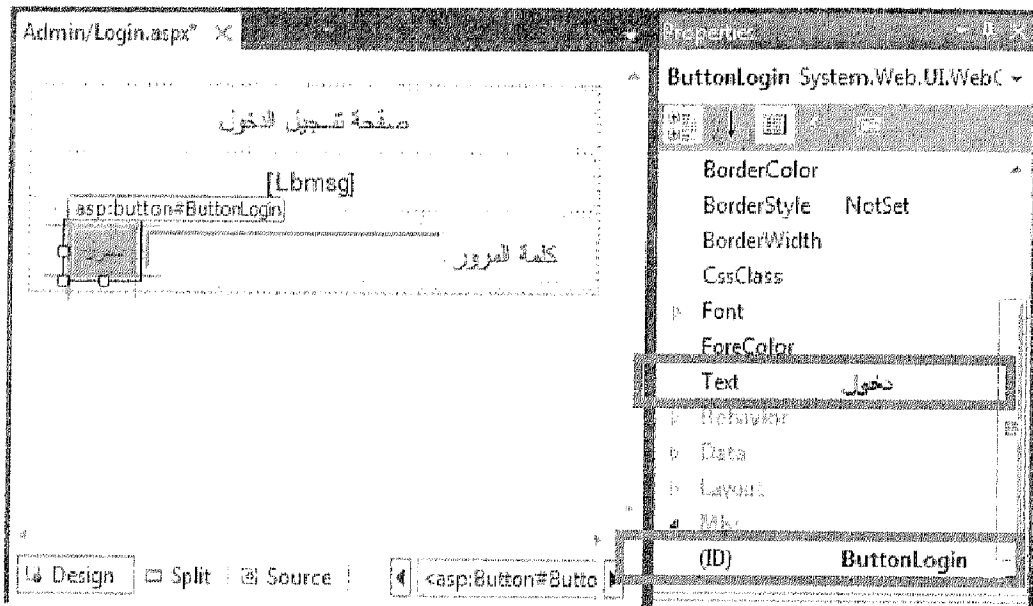 Admin/Login.aspx*
صفحة تسجيل الدخول
[Lbmsg]
asp:button#ButtonLogin
دخول
كلمة المرور
Design
Split
Source
<asp:Button#Butto
Properties
ButtonLogin System.Web.UI.WebC
BorderColor
BorderStyle NotSet
BorderWidth
CssClass
Font
ForeColor
Text دخول
Behavior
Data
Layout
Misc
(ID) ButtonLogin